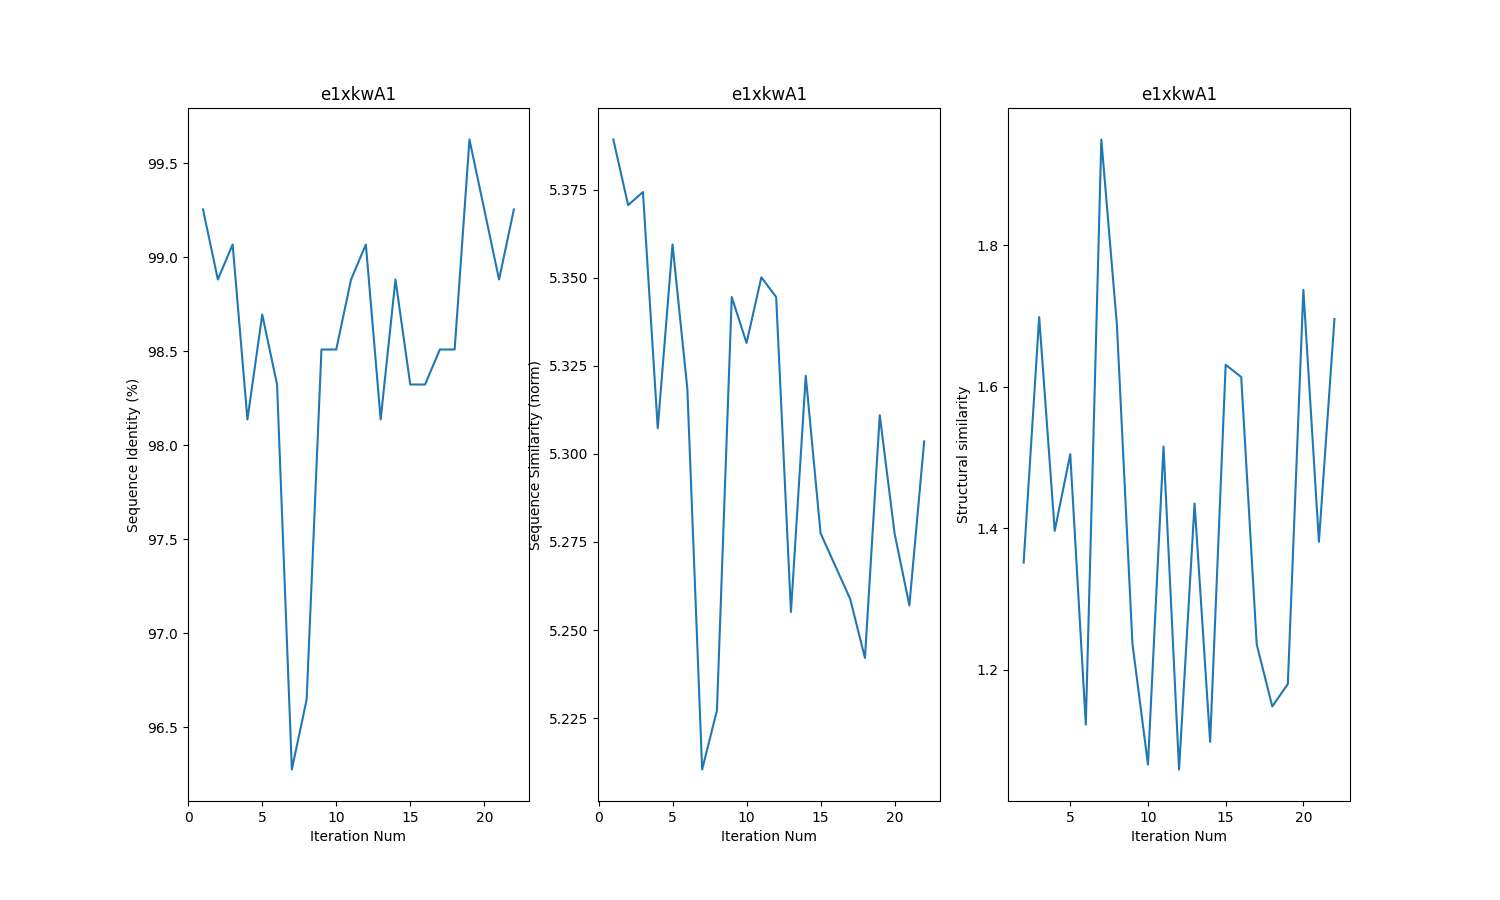 e1xkwA1
99.5
99.0
98.5
98.0
97.5
97.0
96.5
Sequence Identity (%)
0 5 10 15 20
Iteration Num
e1xkwA1
5.375
5.350
5.325
5.300
5.275
5.250
5.225
Sequence Similarity (norm)
0 5 10 15 20
Iteration Num
e1xkwA1
1.8
1.6
1.4
1.2
Structural similarity
5 10 15 20
Iteration Num